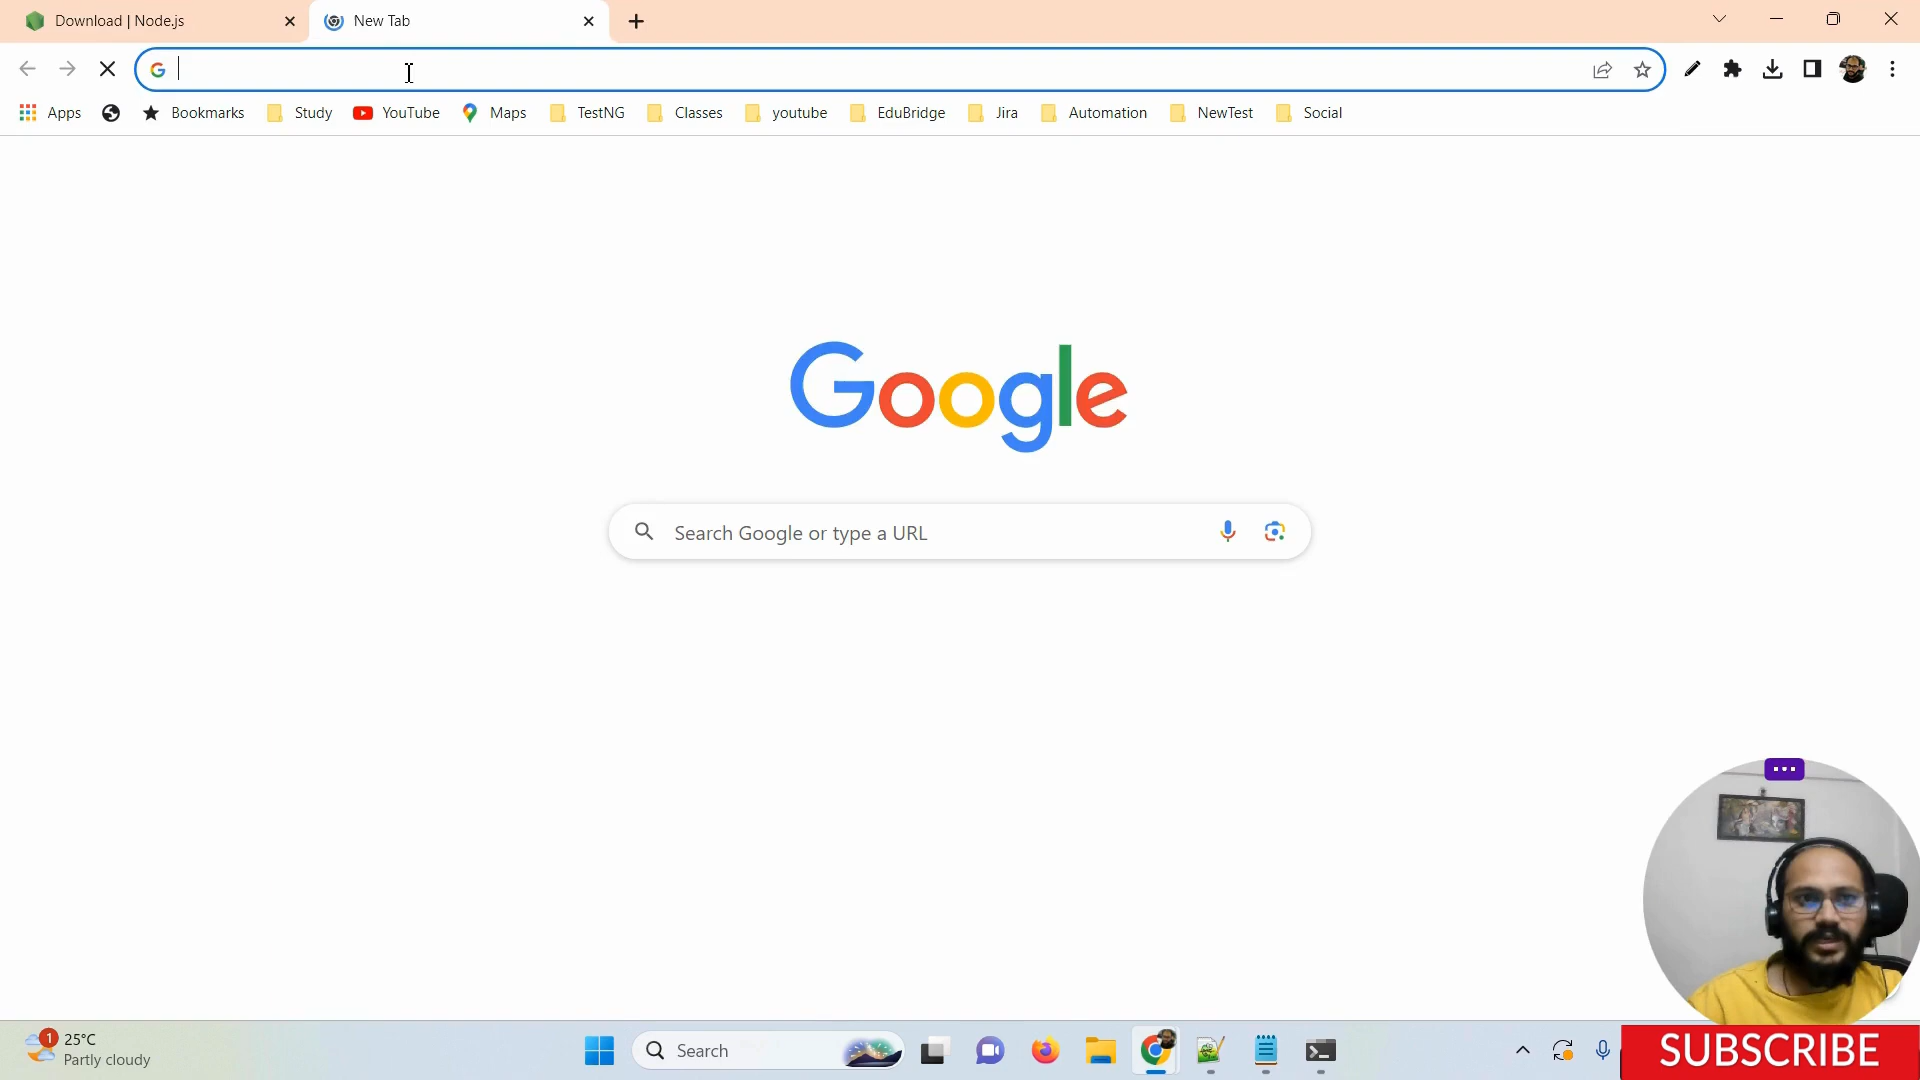 Download | Node.js
New Tab
Apps
Bookmarks
Study
YouTube
Maps
TestNG
Classes
youtube
EduBridge
Jira
Automation
NewTest
Social
Google
Search Google or type a URL
1
25°C
Partly cloudy
Search
SUBSCRIBE